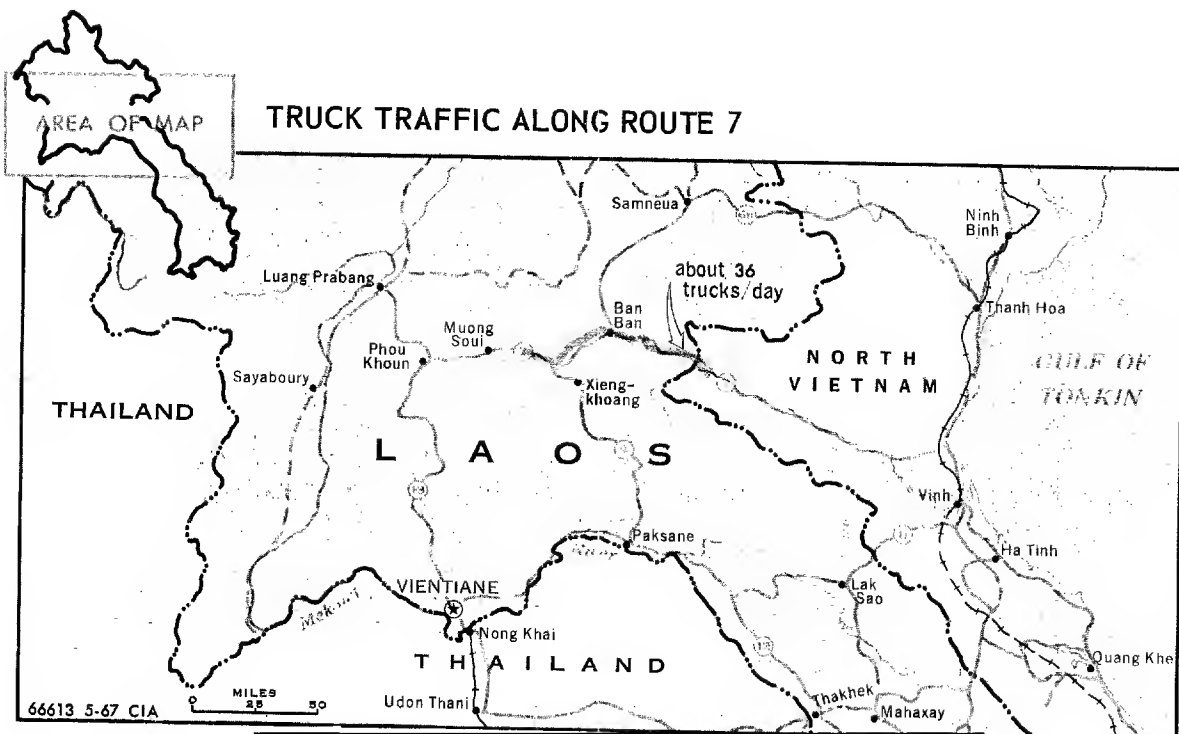 AREA OF MAP
TRUCK TRAFFIC ALONG ROUTE 7
Samneua
Ninh
Binh
Luang Prabang
about 36
trucks/day
Ban
Ban
Thanh Hoa
Muong
Soui
Phou
Khoun
NORTH
VIETNAM
GULF OF
TONKIN
Sayaboury
Xieng-
khoang
THAILAND
LAOS
13
Vinh
Paksane
Ha Tinh
VIENTIANE
Lak
Sao
Mekong
Nong Khai
THAILAND
Quang Khe
MILES
0 25 50
Udon Thani
Thakhek
Mahaxay
66613 5-67 CIA